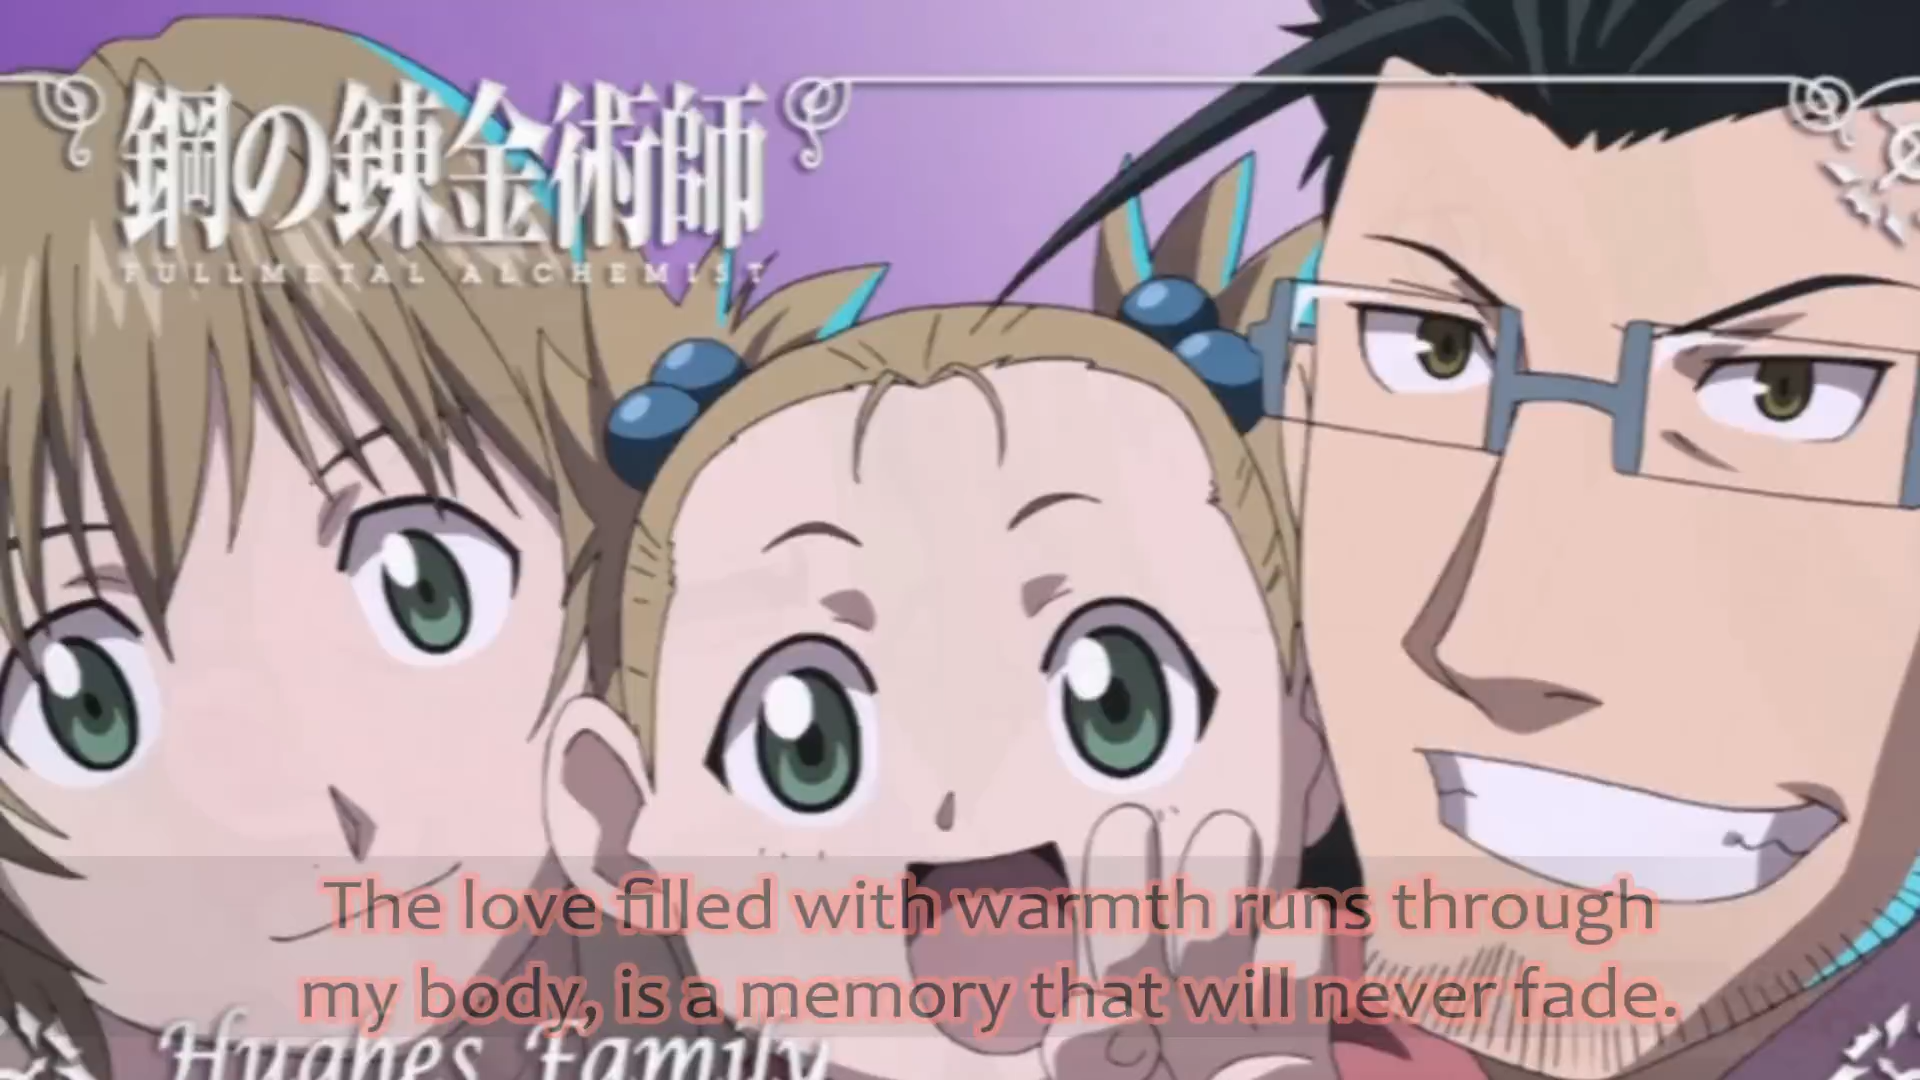 鋼の錬金術師
FULLMETAL ALCHEMIST
The love filled with warmth runs through
my body, is a memory that will never fade.
Hughes Family